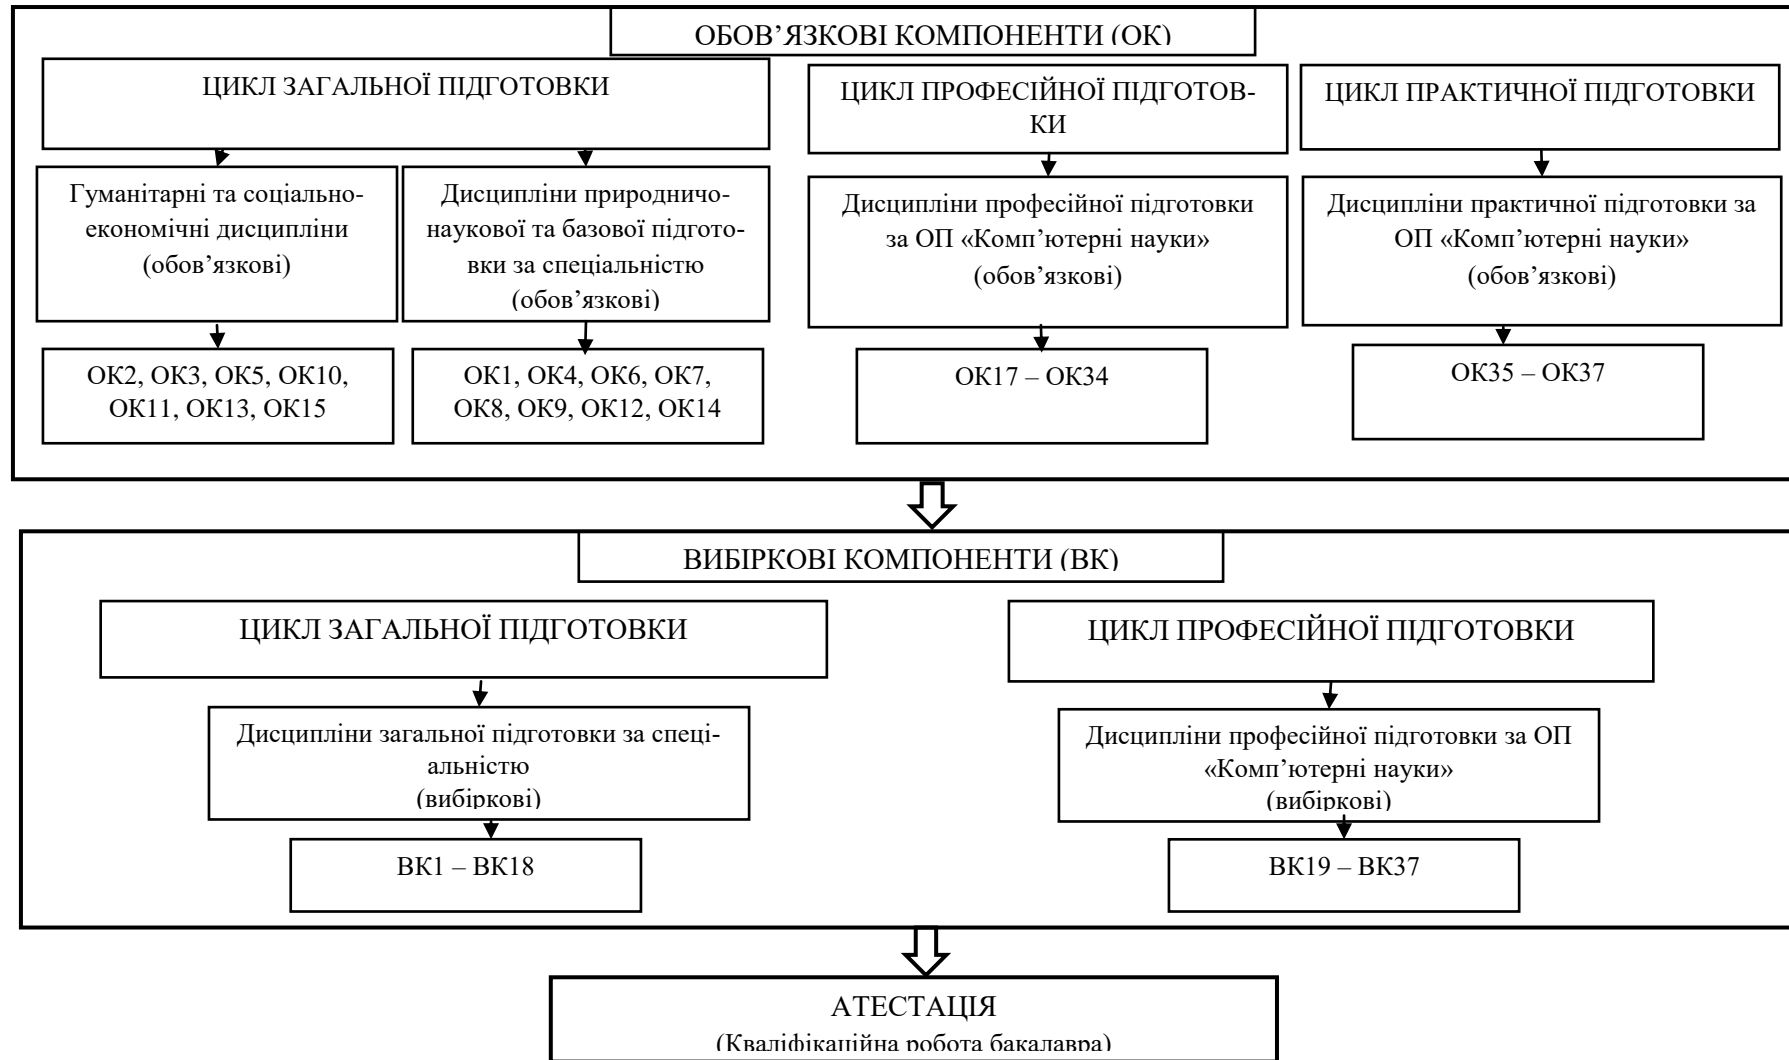 ОБОВ’ЯЗКОВІ КОМПОНЕНТИ (ОК)
ЦИКЛ ЗАГАЛЬНОЇ ПІДГОТОВКИ
ЦИКЛ ПРОФЕСІЙНОЇ ПІДГОТОВ-
КИ
ЦИКЛ ПРАКТИЧНОЇ ПІДГОТОВКИ
Гуманітарні та соціально-
економічні дисципліни
(обов’язкові)
Дисципліни природничо-
наукової та базової підгото-
вки за спеціальністю
(обов’язкові)
Дисципліни професійної підготовки
за ОП «Комп’ютерні науки»
(обов’язкові)
Дисципліни практичної підготовки за
ОП «Комп’ютерні науки»
(обов’язкові)
ОК2, ОК3, ОК5, ОК10,
ОК11, ОК13, ОК15
ОК1, ОК4, ОК6, ОК7,
ОК8, ОК9, ОК12, ОК14
ОК17 – ОК34
ОК35 – ОК37
ВИБІРКОВІ КОМПОНЕНТИ (ВК)
ЦИКЛ ЗАГАЛЬНОЇ ПІДГОТОВКИ
ЦИКЛ ПРОФЕСІЙНОЇ ПІДГОТОВКИ
Дисципліни загальної підготовки за спеці-
альністю
(вибіркові)
Дисципліни професійної підготовки за ОП
«Комп’ютерні науки»
(вибіркові)
ВК1 – ВК18
ВК19 – ВК37
АТЕСТАЦІЯ
(Кваліфікаційна робота бакалавра)